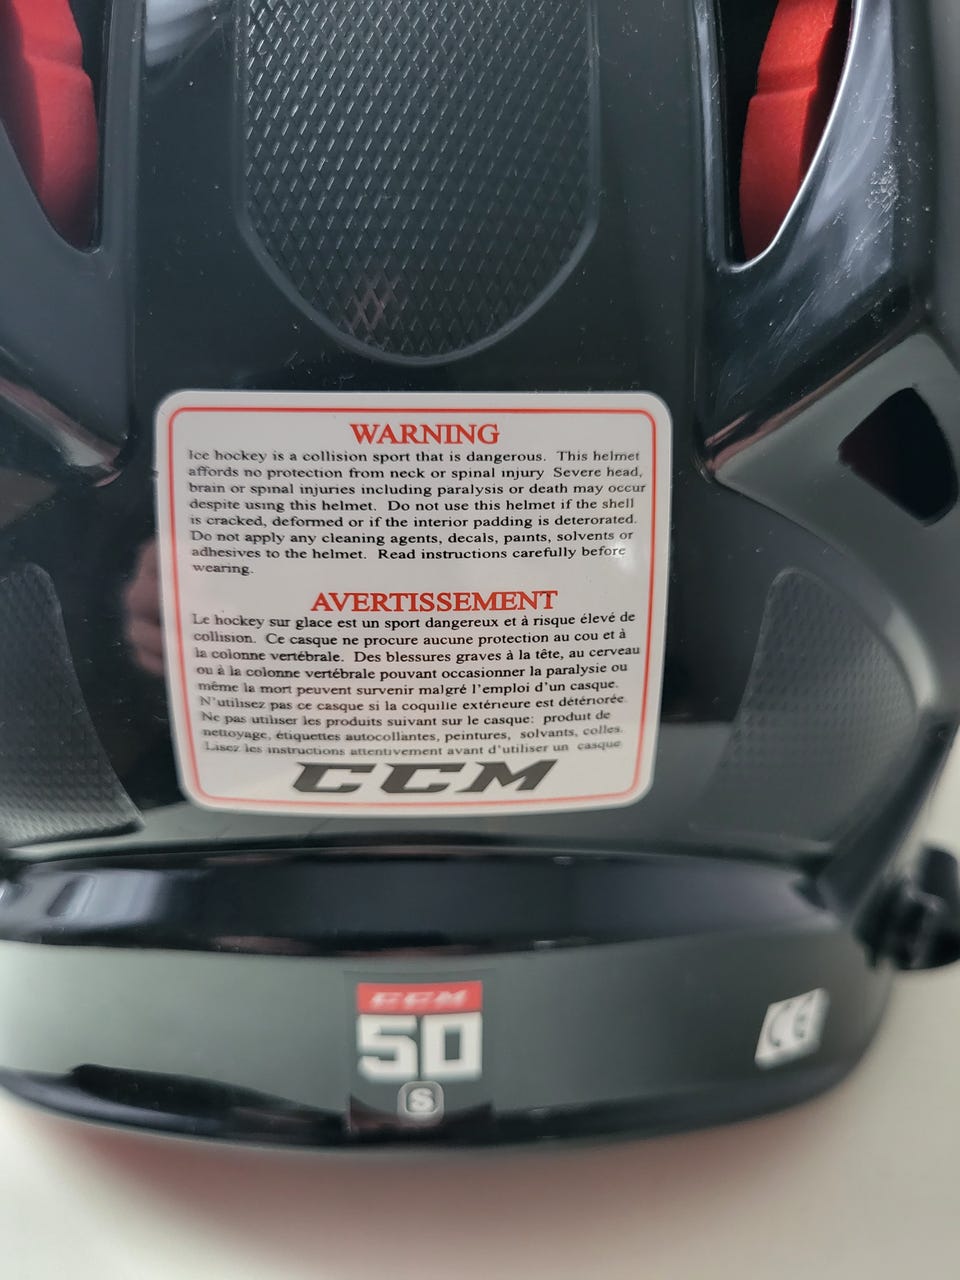 WARNING
Ice hockey is a collision sport that is dangerous. This helmet
affords no protection from neck or spinal injury Severe head,
brain or spinal injuries including paralysis or death may occur
despite using this helmet. Do not use this helmet if the shell
is cracked, deformed or if the interior padding is deterorated.
Do not apply any cleaning agents, decals, paints, solvents or
adhesives to the helmet. Read instructions carefully before
wearing.
AVERTISSEMENT
Le hockey sur glace est un sport dangereux et à risque élevé de
collision. Ce casque ne procure aucune protection au cou et à
la colonne vertébrale. Des blessures graves à la tête, au cerveau
ou à la colonne vertébrale pouvant occasionner la paralysie ou
même la mort peuvent survenir malgré l'emploi d'un casque.
N'utilisez pas ce casque si la coquilie extérieure est détériorée
Ne pas utiliser les produits suivant sur le casque: produit de
nettoyage, étiquettes autocollantes, peintures, solvants, colles.
Lisez les instructions attentivement avant d'utiliser un casque
CCM
CCM
50
CE
S